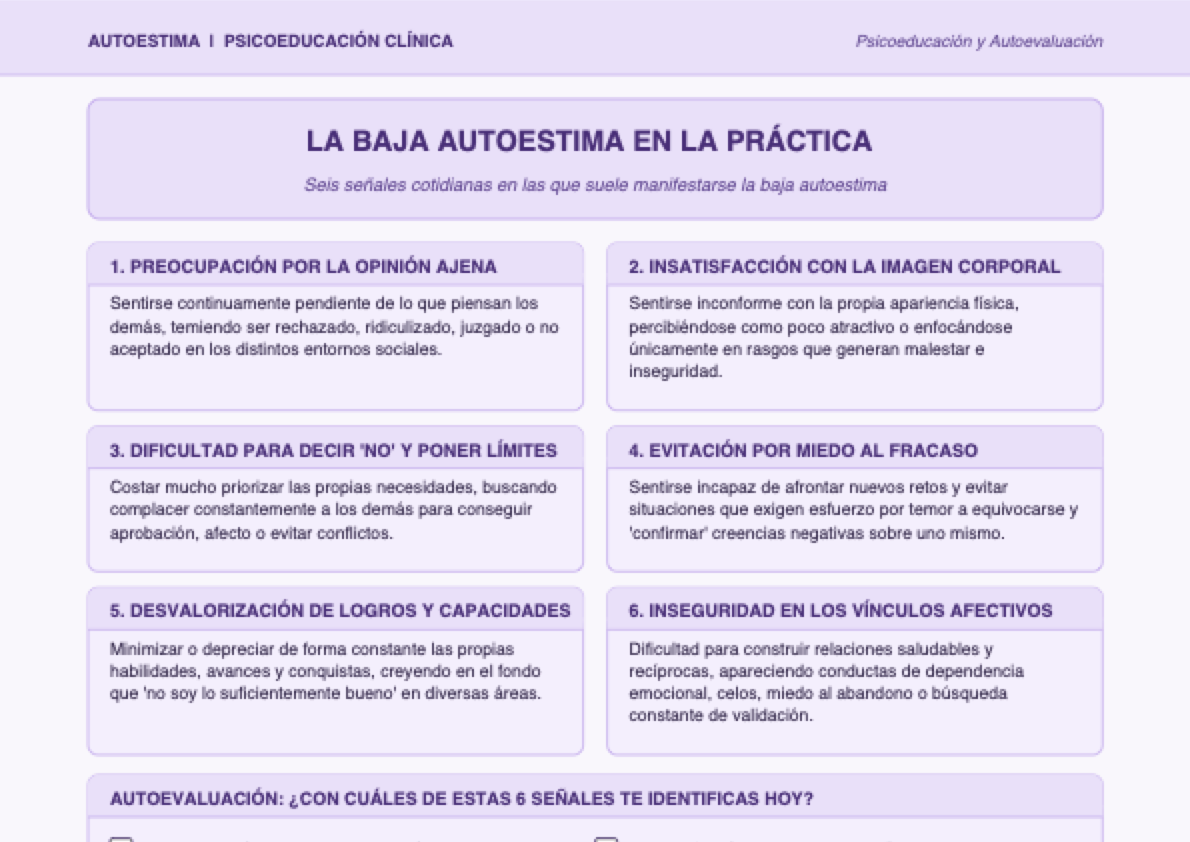 AUTOESTIMA | PSICOEDUCACIÓN CLÍNICA
Psicoeducación y Autoevaluación
LA BAJA AUTOESTIMA EN LA PRÁCTICA
Seis señales cotidianas en las que suele manifestarse la baja autoestima
1. PREOCUPACIÓN POR LA OPINIÓN AJENA
Sentirse continuamente pendiente de lo que piensan los
demás, temiendo ser rechazado, ridiculizado, juzgado o no
aceptado en los distintos entornos sociales.
2. INSATISFACCIÓN CON LA IMAGEN CORPORAL
Sentirse inconforme con la propia apariencia física,
percibiéndose como poco atractivo o enfocándose
únicamente en rasgos que generan malestar e
inseguridad.
3. DIFICULTAD PARA DECIR 'NO' Y PONER LÍMITES
Costar mucho priorizar las propias necesidades, buscando
complacer constantemente a los demás para conseguir
aprobación, afecto o evitar conflictos.
4. EVITACIÓN POR MIEDO AL FRACASO
Sentirse incapaz de afrontar nuevos retos y evitar
situaciones que exigen esfuerzo por temor a equivocarse y
'confirmar' creencias negativas sobre uno mismo.
5. DESVALORIZACIÓN DE LOGROS Y CAPACIDADES
Minimizar o depreciar de forma constante las propias
habilidades, avances y conquistas, creyendo en el fondo
que 'no soy lo suficientemente bueno' en diversas áreas.
6. INSEGURIDAD EN LOS VÍNCULOS AFECTIVOS
Dificultad para construir relaciones saludables y
recíprocas, apareciendo conductas de dependencia
emocional, celos, miedo al abandono o búsqueda
constante de validación.
AUTOEVALUACIÓN: ¿CON CUÁLES DE ESTAS 6 SEÑALES TE IDENTIFICAS HOY?